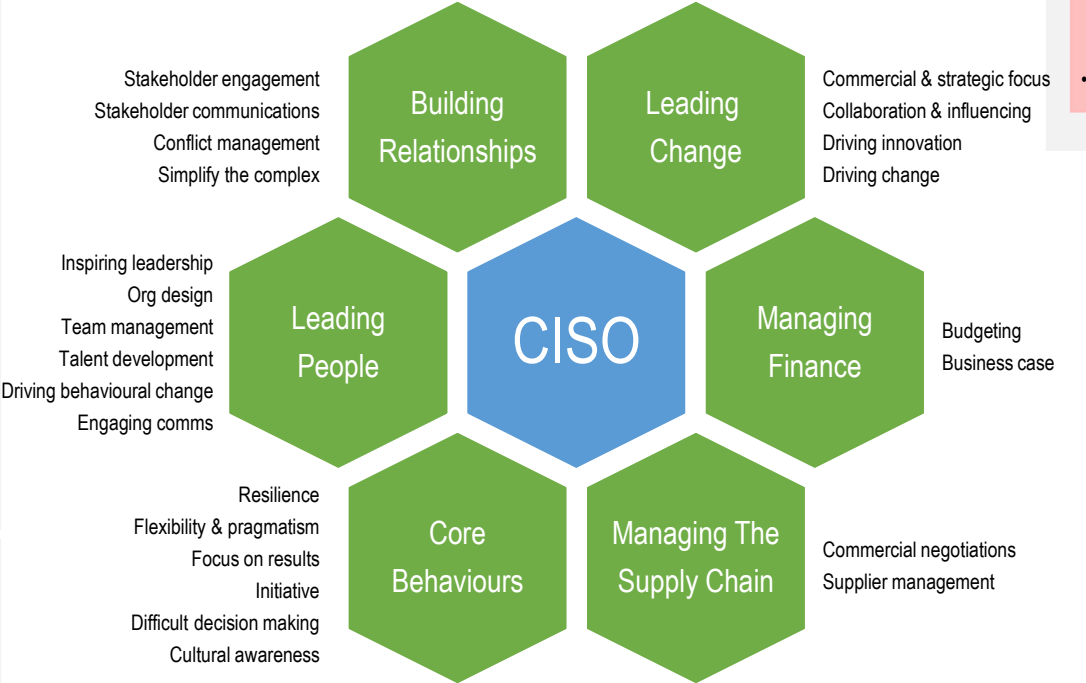 Stakeholder engagement
Stakeholder communications
Conflict management
Simplify the complex
Building
Relationships
Leading
Change
Commercial & strategic focus
Collaboration & influencing
Driving innovation
Driving change
Inspiring leadership
Org design
Team management
Talent development
Driving behavioural change
Engaging comms
Leading
People
CISO
Managing
Finance
Budgeting
Business case
Resilience
Flexibility & pragmatism
Focus on results
Initiative
Difficult decision making
Cultural awareness
Core
Behaviours
Managing The
Supply Chain
Commercial negotiations
Supplier management